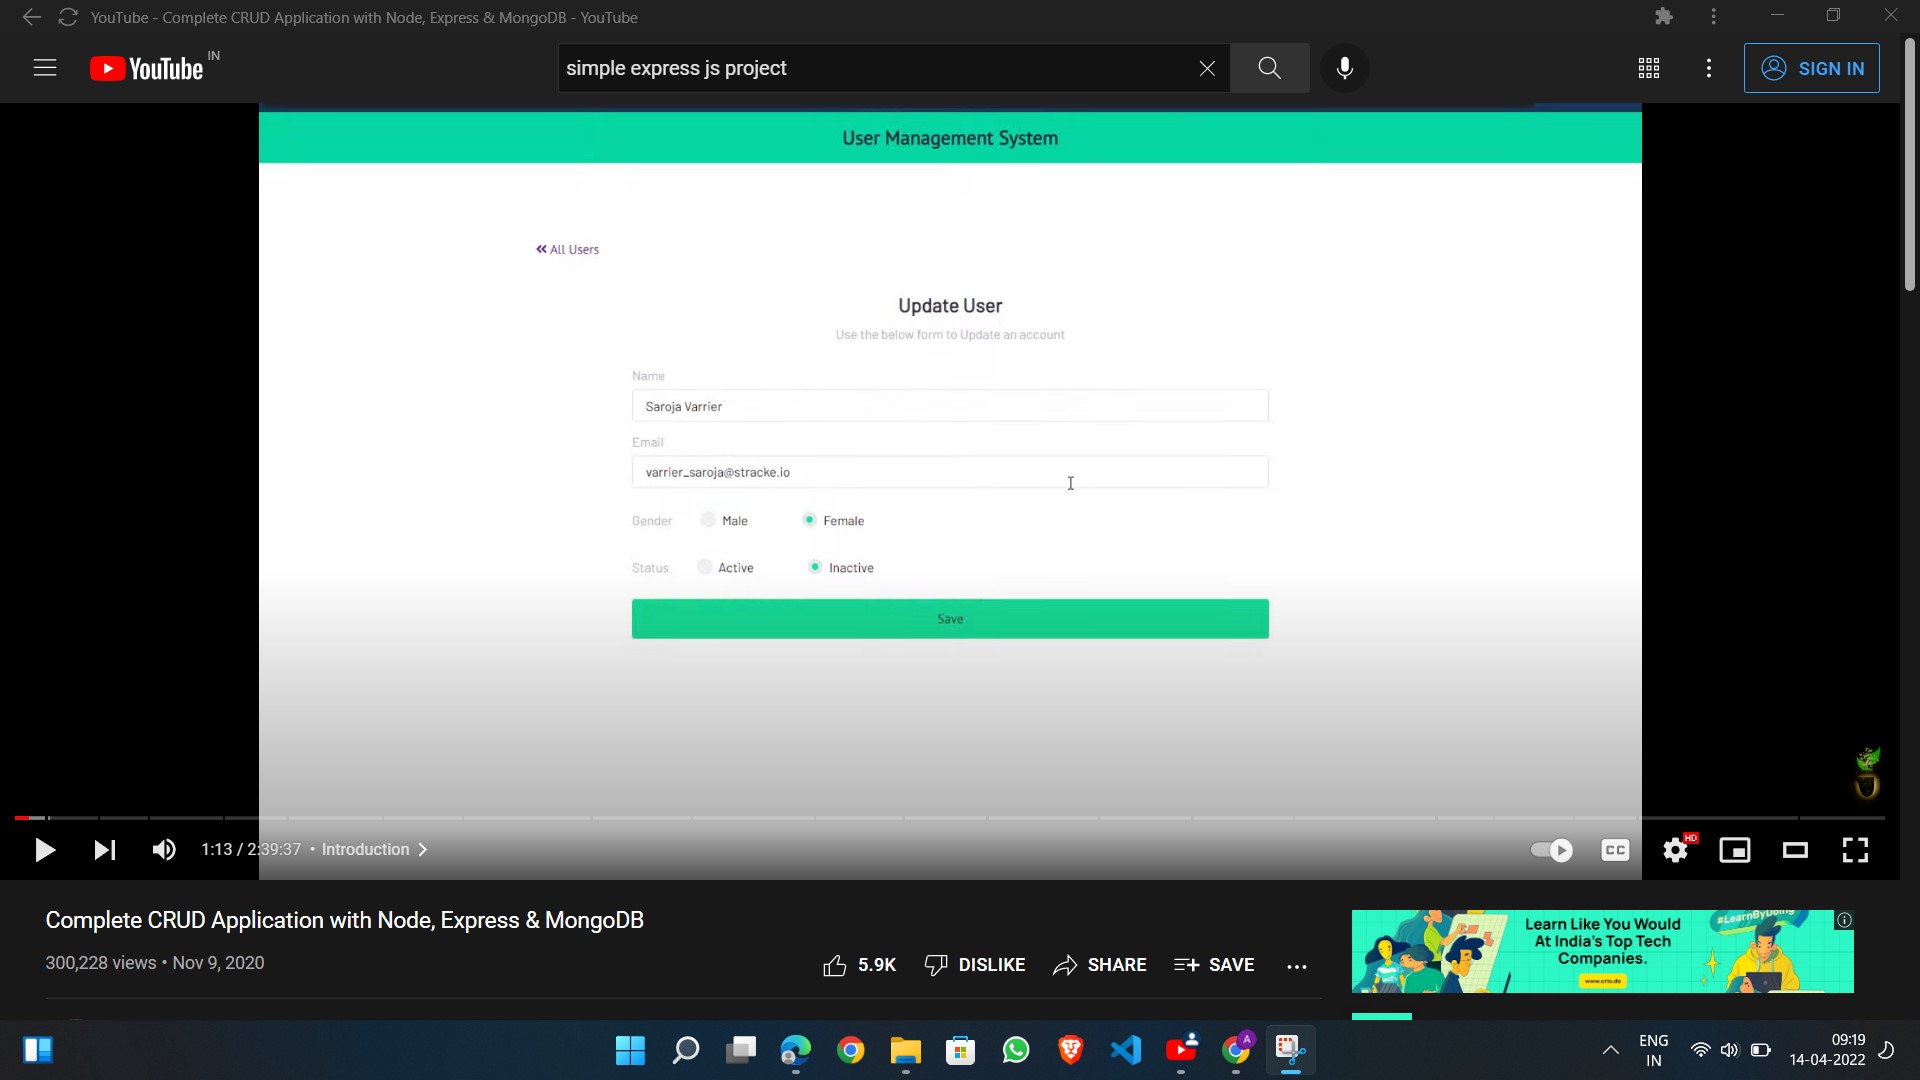 YouTube - Complete CRUD Application with Node, Express & MongoDB - YouTube
YouTube IN
simple express js project
SIGN IN
User Management System
All Users
Update User
Use the below form to Update an account
Name
Saroja Varrier
Email
varrier_saroja@stracke.io
Gender Male Female
Status Active Inactive
Save
1:13 / 2:39:37 • Introduction
CC
HD
Complete CRUD Application with Node, Express & MongoDB
300,228 views • Nov 9, 2020
5.9K DISLIKE SHARE SAVE
#LearnByDoing
Learn Like You Would
At India's Top Tech
Companies.
www.crio.do
A
ENG
IN
09:19
14-04-2022